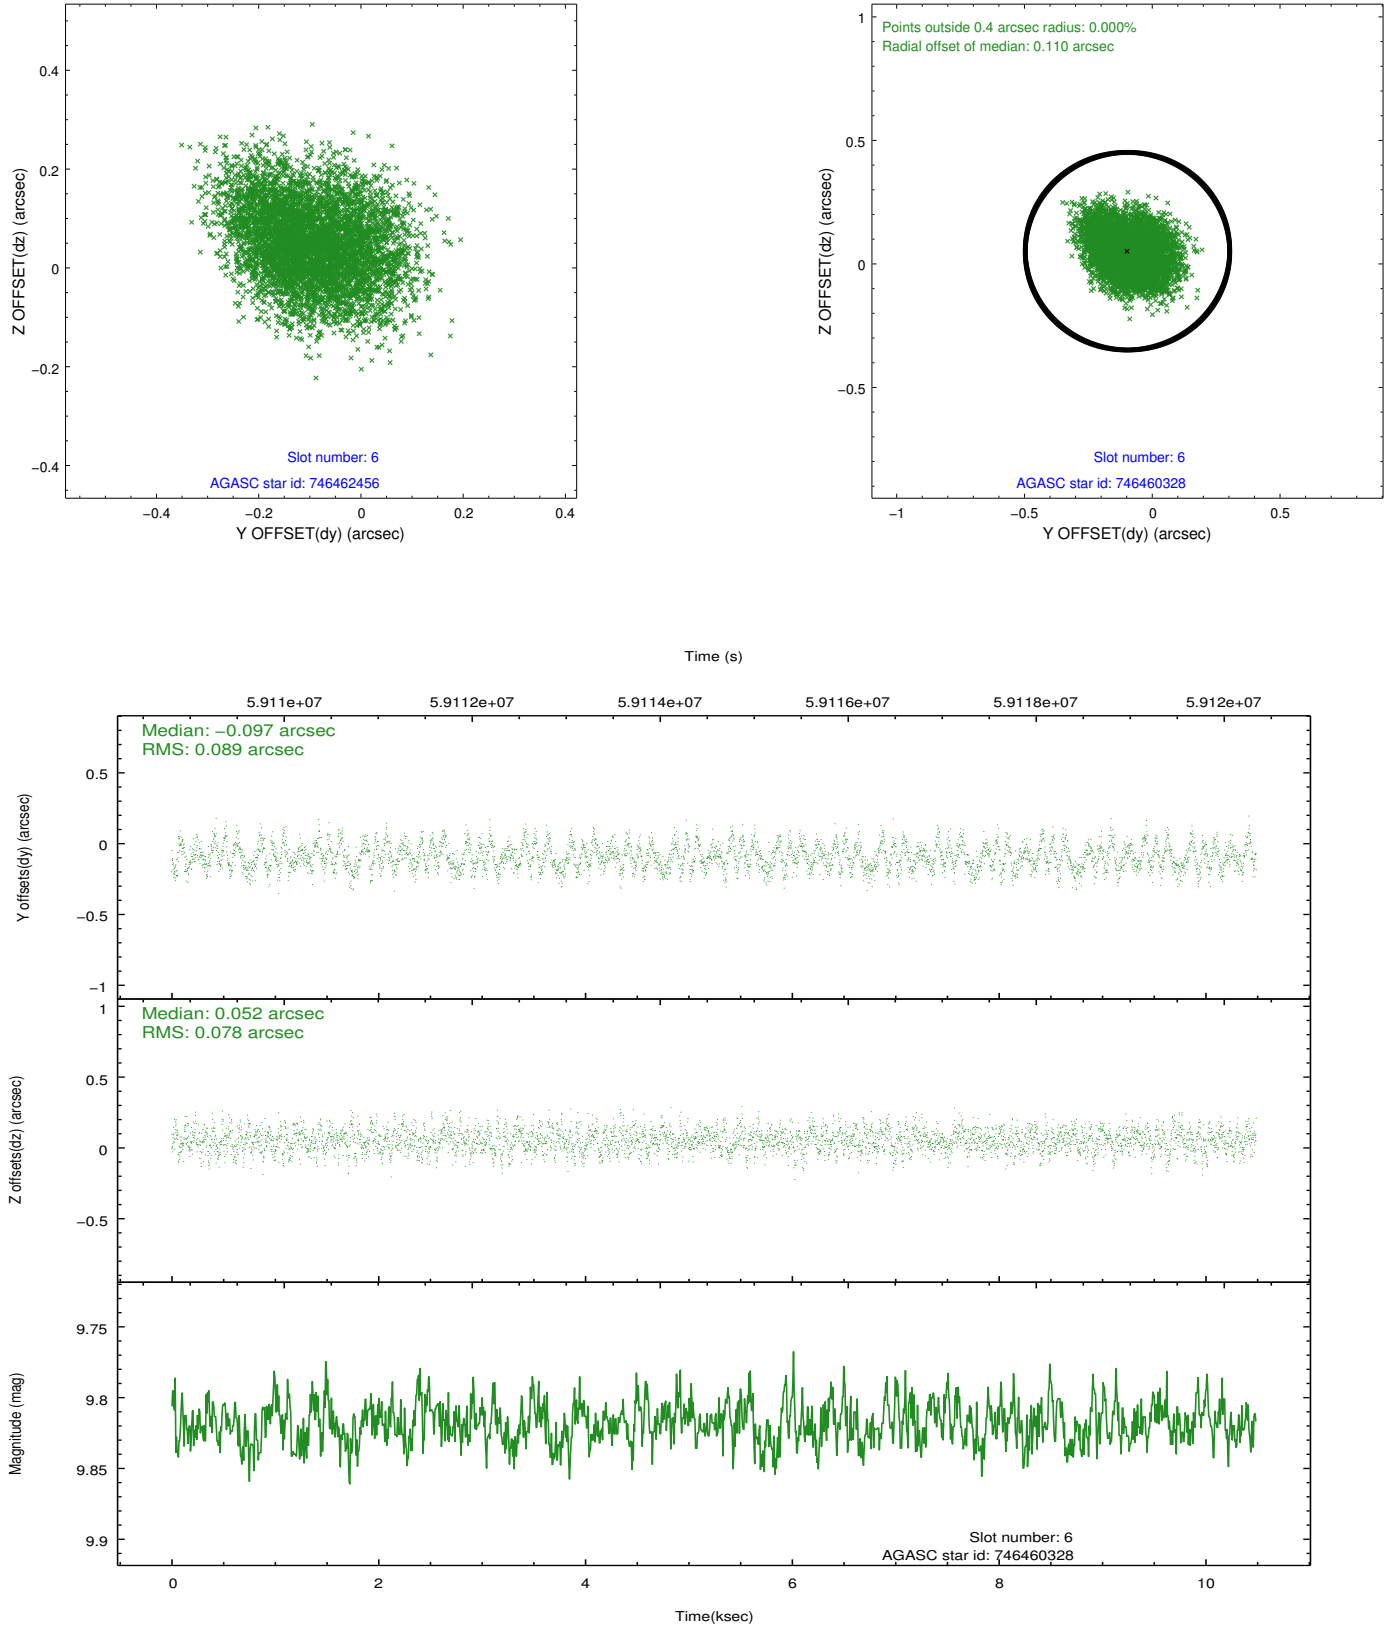 0.4
0.2
0
−0.2
−0.4
Z OFFSET(dz) (arcsec)
Slot number: 6
AGASC star id: 746462456
−0.4 −0.2 0 0.2 0.4
Y OFFSET(dy) (arcsec)
Points outside 0.4 arcsec radius: 0.000%
Radial offset of median: 0.110 arcsec
1
0.5
0
−0.5
Z OFFSET(dz) (arcsec)
Slot number: 6
AGASC star id: 746460328
−1 −0.5 0 0.5
Y OFFSET(dy) (arcsec)
Time (s)
5.911e+07 5.9112e+07 5.9114e+07 5.9116e+07 5.9118e+07 5.912e+07
Median: −0.097 arcsec
RMS: 0.089 arcsec
0.5
0
−0.5
−1
Y offsets(dy) (arcsec)
Median: 0.052 arcsec
RMS: 0.078 arcsec
1
0.5
0
−0.5
Z offsets(dz) (arcsec)
9.75
9.8
9.85
9.9
Magnitude (mag)
Slot number: 6
AGASC star id: 746460328
0 2 4 6 8 10
Time(ksec)